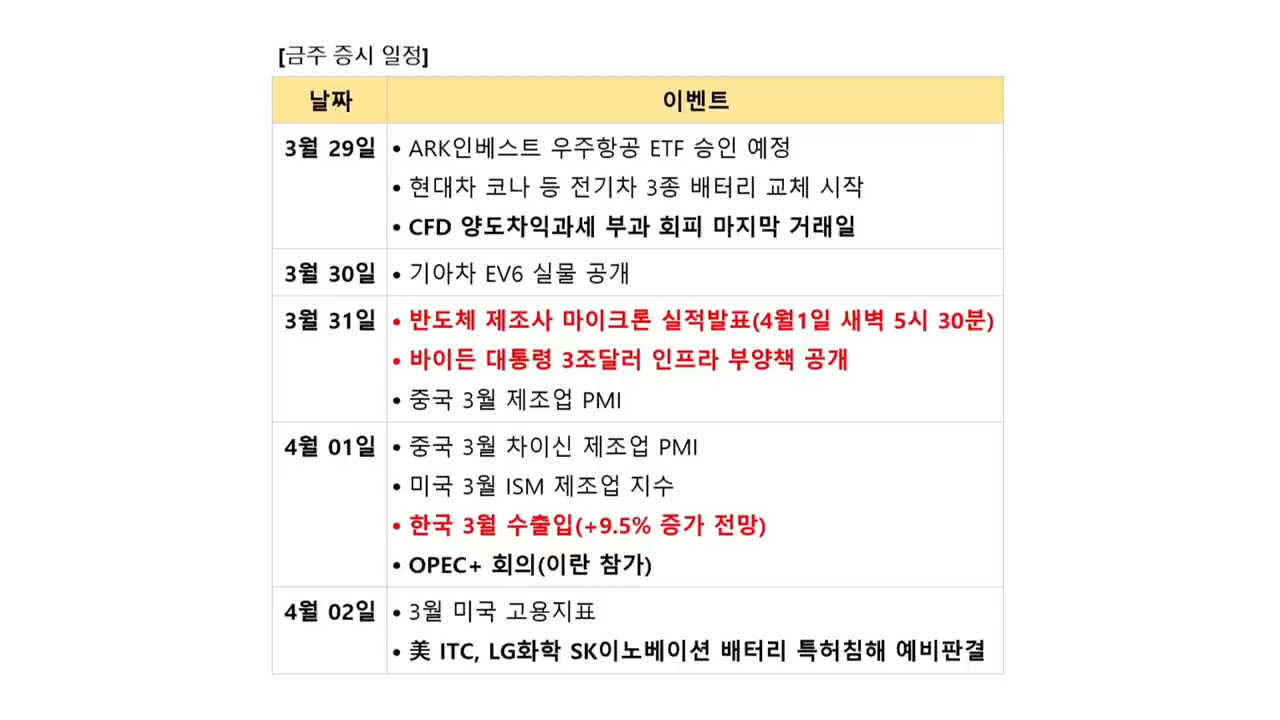 [금주 증시 일정]
날짜 이벤트
3월 29일 • ARK인베스트 우주항공 ETF 승인 예정
• 현대차 코나 등 전기차 3종 배터리 교체 시작
• CFD 양도차익과세 부과 회피 마지막 거래일
3월 30일 • 기아차 EV6 실물 공개
3월 31일 • 반도체 제조사 마이크론 실적발표(4월1일 새벽 5시 30분)
• 바이든 대통령 3조달러 인프라 부양책 공개
• 중국 3월 제조업 PMI
4월 01일 • 중국 3월 차이신 제조업 PMI
• 미국 3월 ISM 제조업 지수
• 한국 3월 수출입(+9.5% 증가 전망)
• OPEC+ 회의(이란 참가)
4월 02일 • 3월 미국 고용지표
• 美 ITC, LG화학 SK이노베이션 배터리 특허침해 예비판결